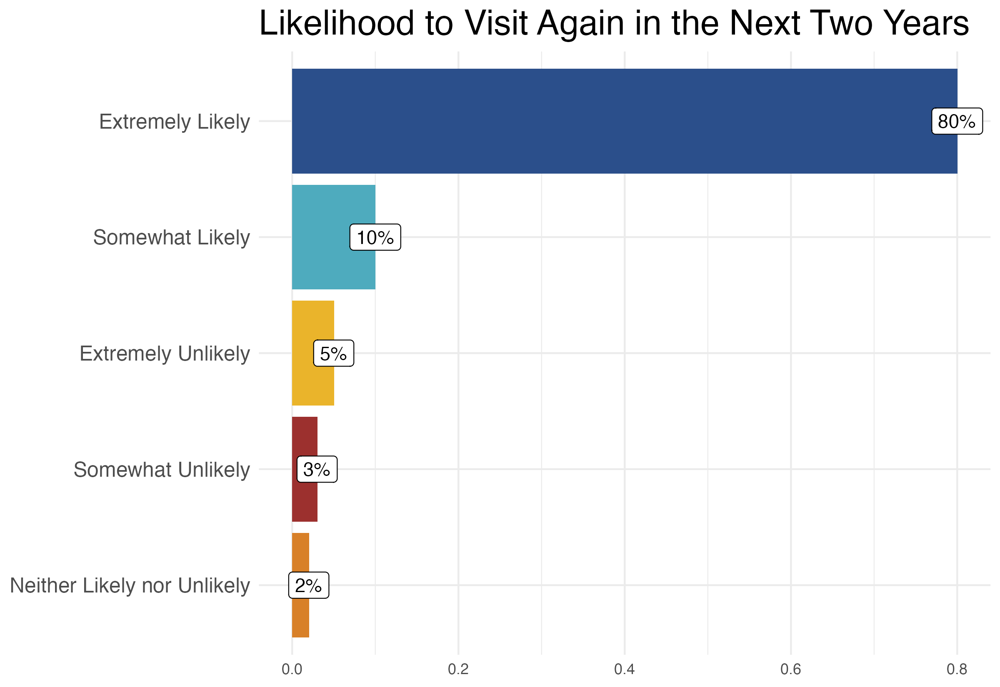 Likelihood to Visit Again in the Next Two Years
Extremely Likely
80%
Somewhat Likely
10%
Extremely Unlikely
5%
Somewhat Unlikely
3%
Neither Likely nor Unlikely
2%
0.0 0.2 0.4 0.6 0.8